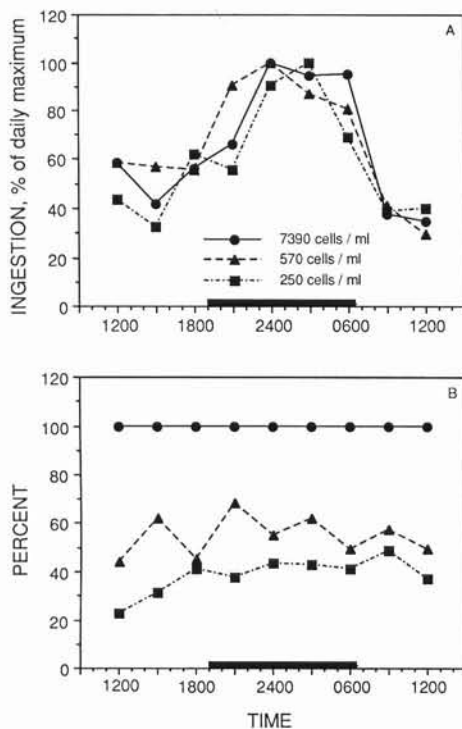 A
INGESTION, % of daily maximum
120
100
80
60
40
20
0
7390 cells / ml
570 cells / ml
250 cells / ml
1200 1800 2400 0600 1200
B
PERCENT
120
100
80
60
40
20
0
1200 1800 2400 0600 1200
TIME